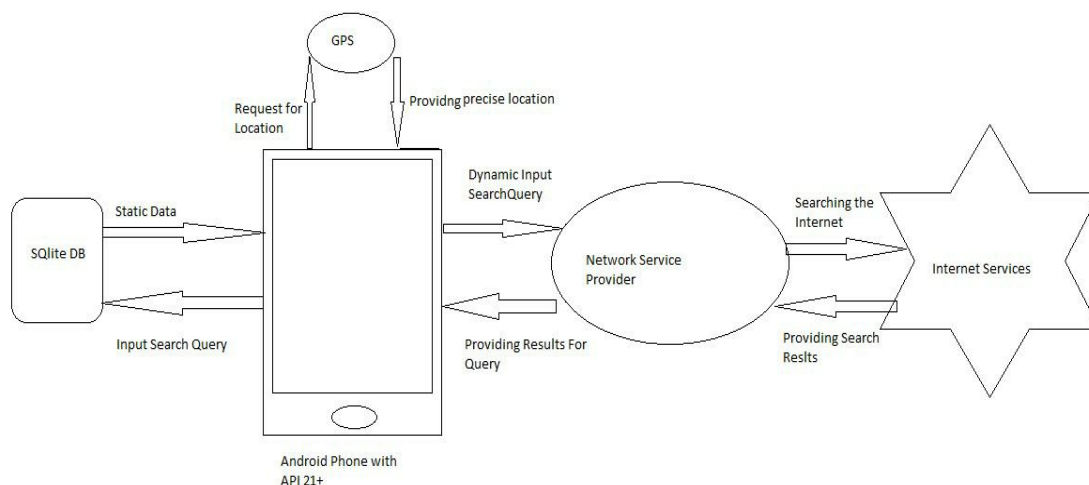 GPS
Request for
Location
Providng precise location
Dynamic Input
SearchQuery
Static Data
Searching the
Internet
SQlite DB
Network Service
Provider
Internet Services
Input Search Query
Providing Results For
Query
Providing Search
Reslts
Android Phone with
API 21+